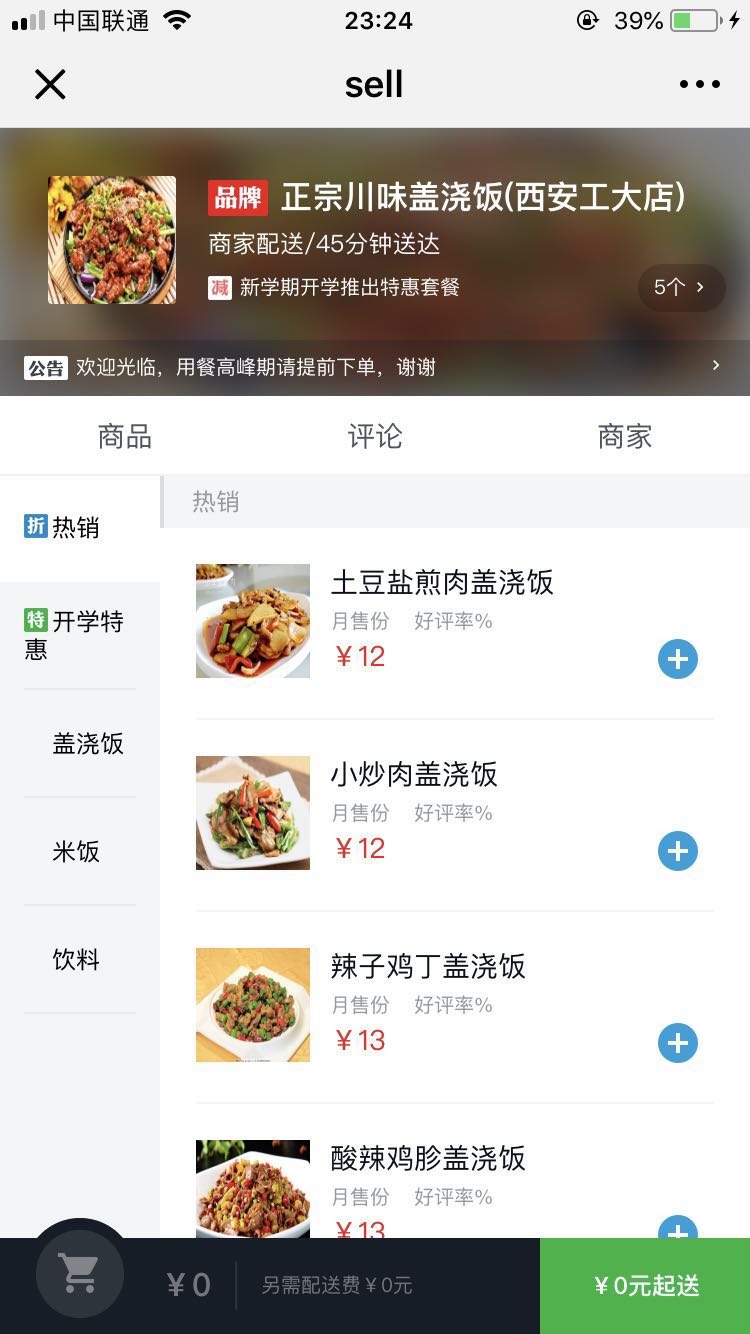 中国联通 23:24 39%
sell
品牌 正宗川味盖浇饭(西安工大店)
商家配送/45分钟送达
减 新学期开学推出特惠套餐 5个 >
公告 欢迎光临，用餐高峰期请提前下单，谢谢 >
商品 评论 商家
折 热销
特 开学特
惠
盖浇饭
米饭
饮料
热销
土豆盐煎肉盖浇饭
月售份 好评率%
￥12
小炒肉盖浇饭
月售份 好评率%
￥12
辣子鸡丁盖浇饭
月售份 好评率%
￥13
酸辣鸡胗盖浇饭
月售份 好评率%
￥13
￥0 另需配送费￥0元 ￥0元起送